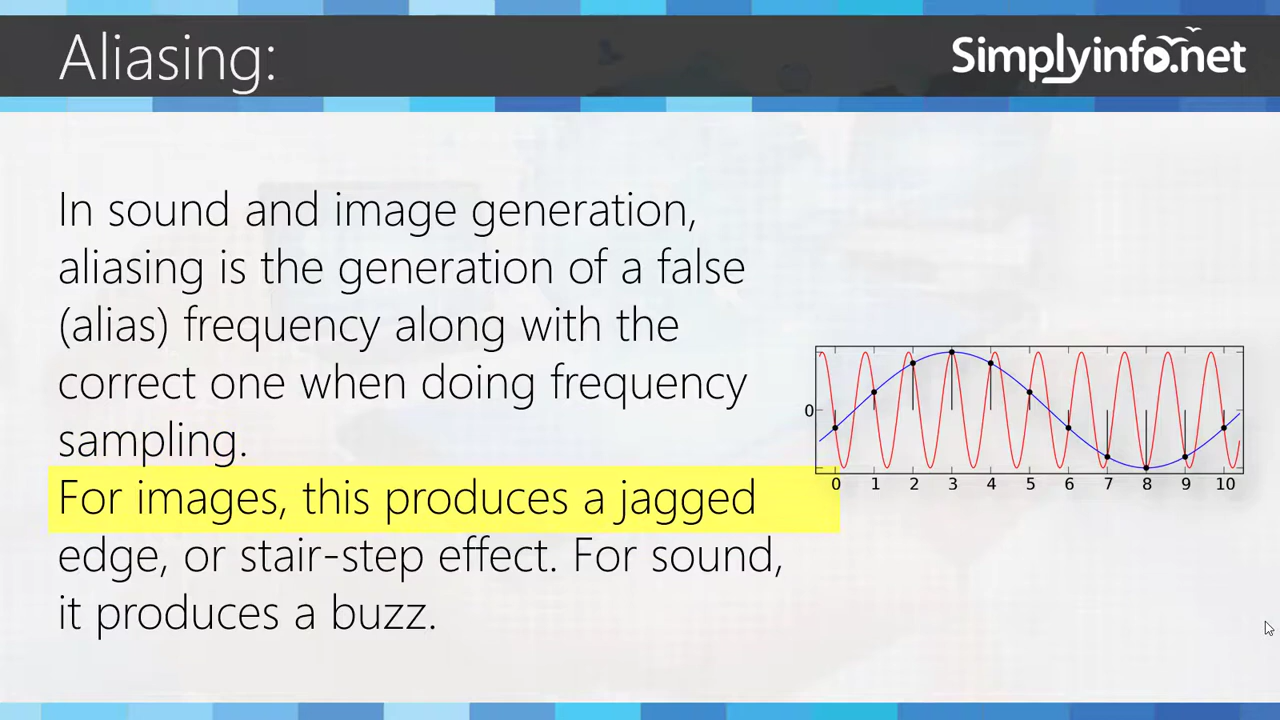 Aliasing:
Simplyinfo.net
In sound and image generation,
aliasing is the generation of a false
(alias) frequency along with the
correct one when doing frequency
sampling.
For images, this produces a jagged
edge, or stair-step effect. For sound,
it produces a buzz.
0
0 1 2 3 4 5 6 7 8 9 10